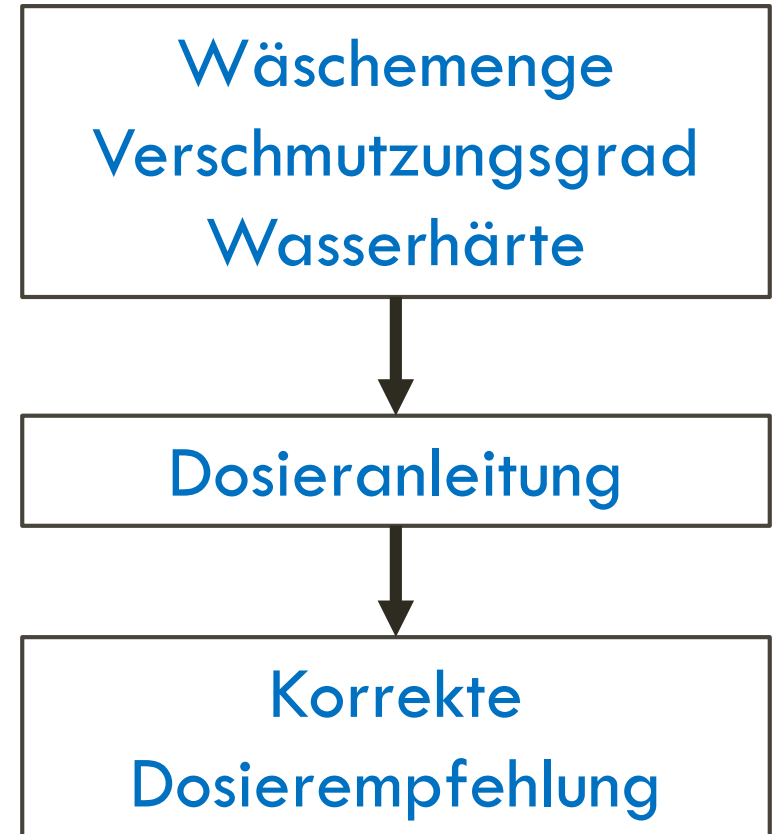 Wäschemenge
Verschmutzungsgrad
Wasserhärte
Dosieranleitung
Korrekte
Dosierempfehlung